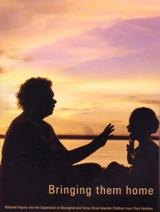 Bringing them home
National Inquiry into the Separation of Aboriginal and Torres Strait Islander Children from Their Families